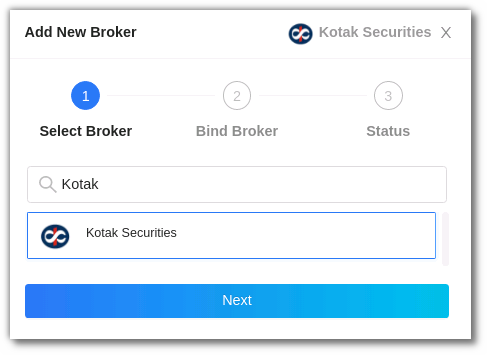 Add New Broker Kotak Securities X
1 2 3
Select Broker Bind Broker Status
Kotak
Kotak Securities
Next